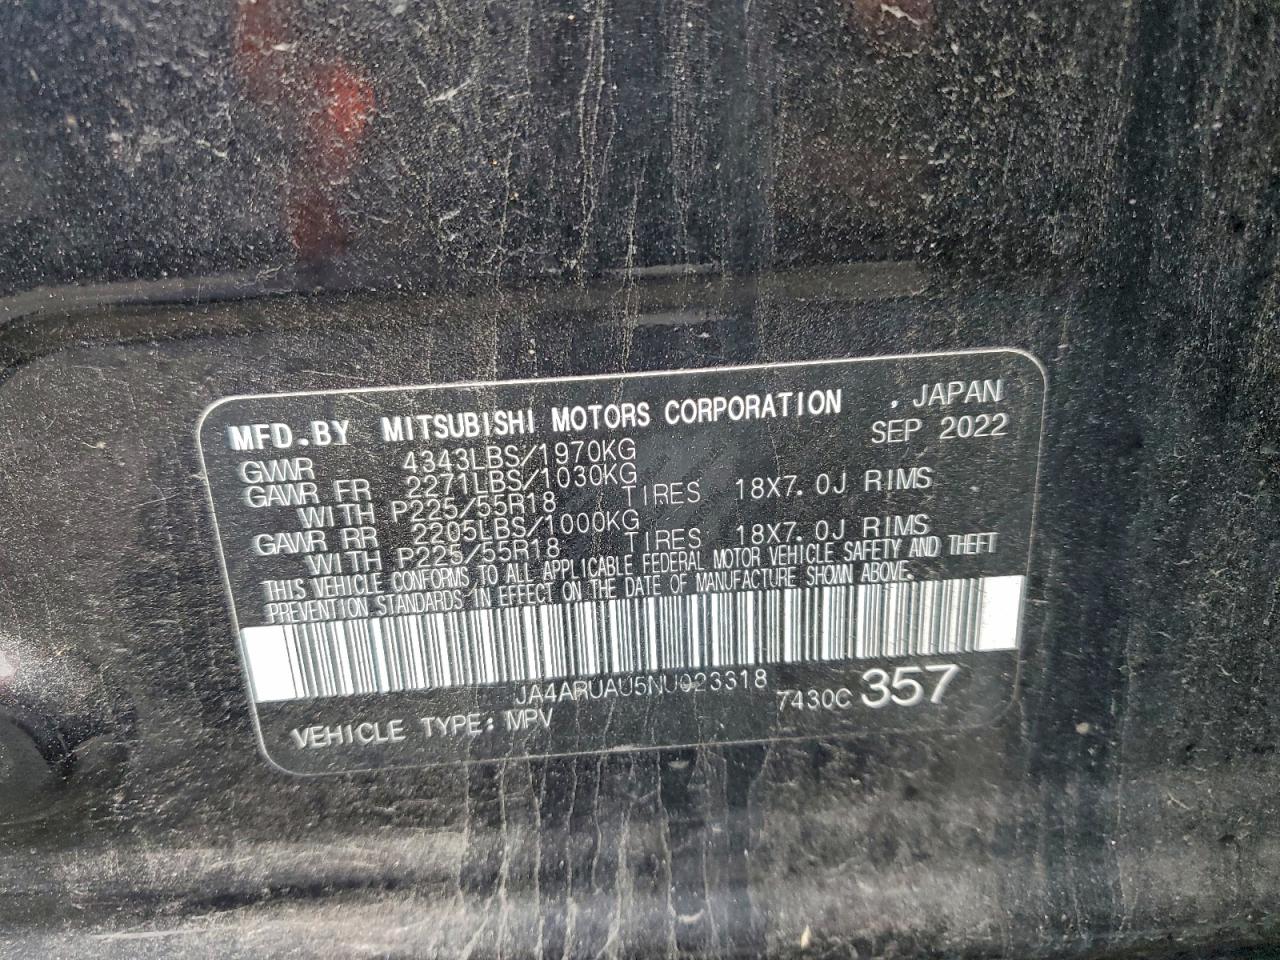 MFD.BY MITSUBISHI MOTORS CORPORATION , JAPAN
SEP 2022
GVWR 4343LBS/1970KG
GAWR FR 2271LBS/1030KG
WITH P225/55R18 TIRES 18X7.0J RIMS
GAWR RR 2205LBS/1000KG
WITH P225/55R18 TIRES 18X7.0J RIMS
THIS VEHICLE CONFORMS TO ALL APPLICABLE FEDERAL MOTOR VEHICLE SAFETY AND THEFT
PREVENTION STANDARDS IN EFFECT ON THE DATE OF MANUFACTURE SHOWN ABOVE.
JA4ARUAU5NU023318
7430C 357
VEHICLE TYPE: MPV